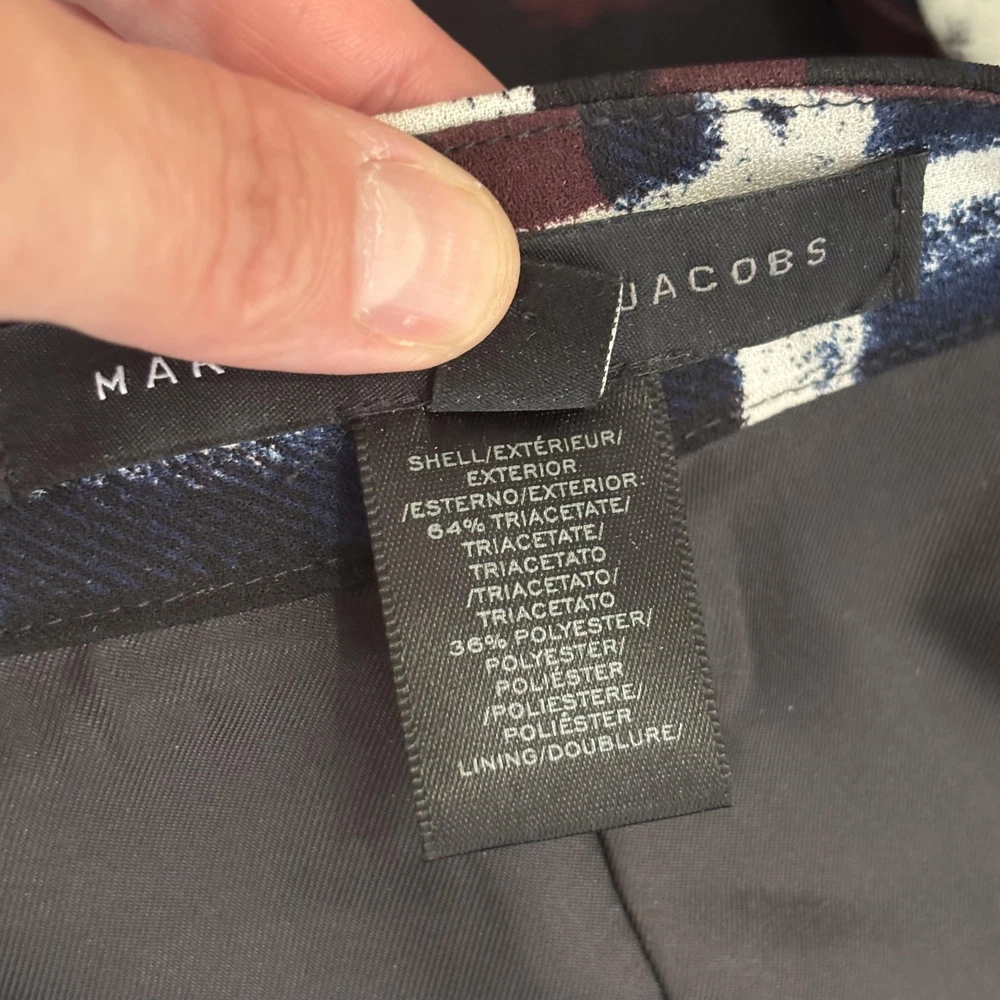 MAR JACOBS
SHELL/EXTÉRIEUR/
EXTERIOR
/ESTERNO/EXTERIOR
64% TRIACETATE/
TRIACETATE/
TRIACETATO
/TRIACETATO/
TRIACETATO
36% POLYESTER/
POLYESTER/
POLIÉSTER
/POLIESTERE/
POLIÉSTER
LINING/DOUBLURE/